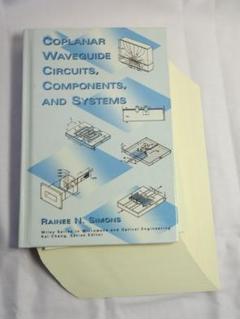 Coplanar
Waveguide
Circuits,
Components,
and Systems
Rainee N. Simons
Wiley Series in Microwave and Optical Engineering
Kai Chang, Series Editor